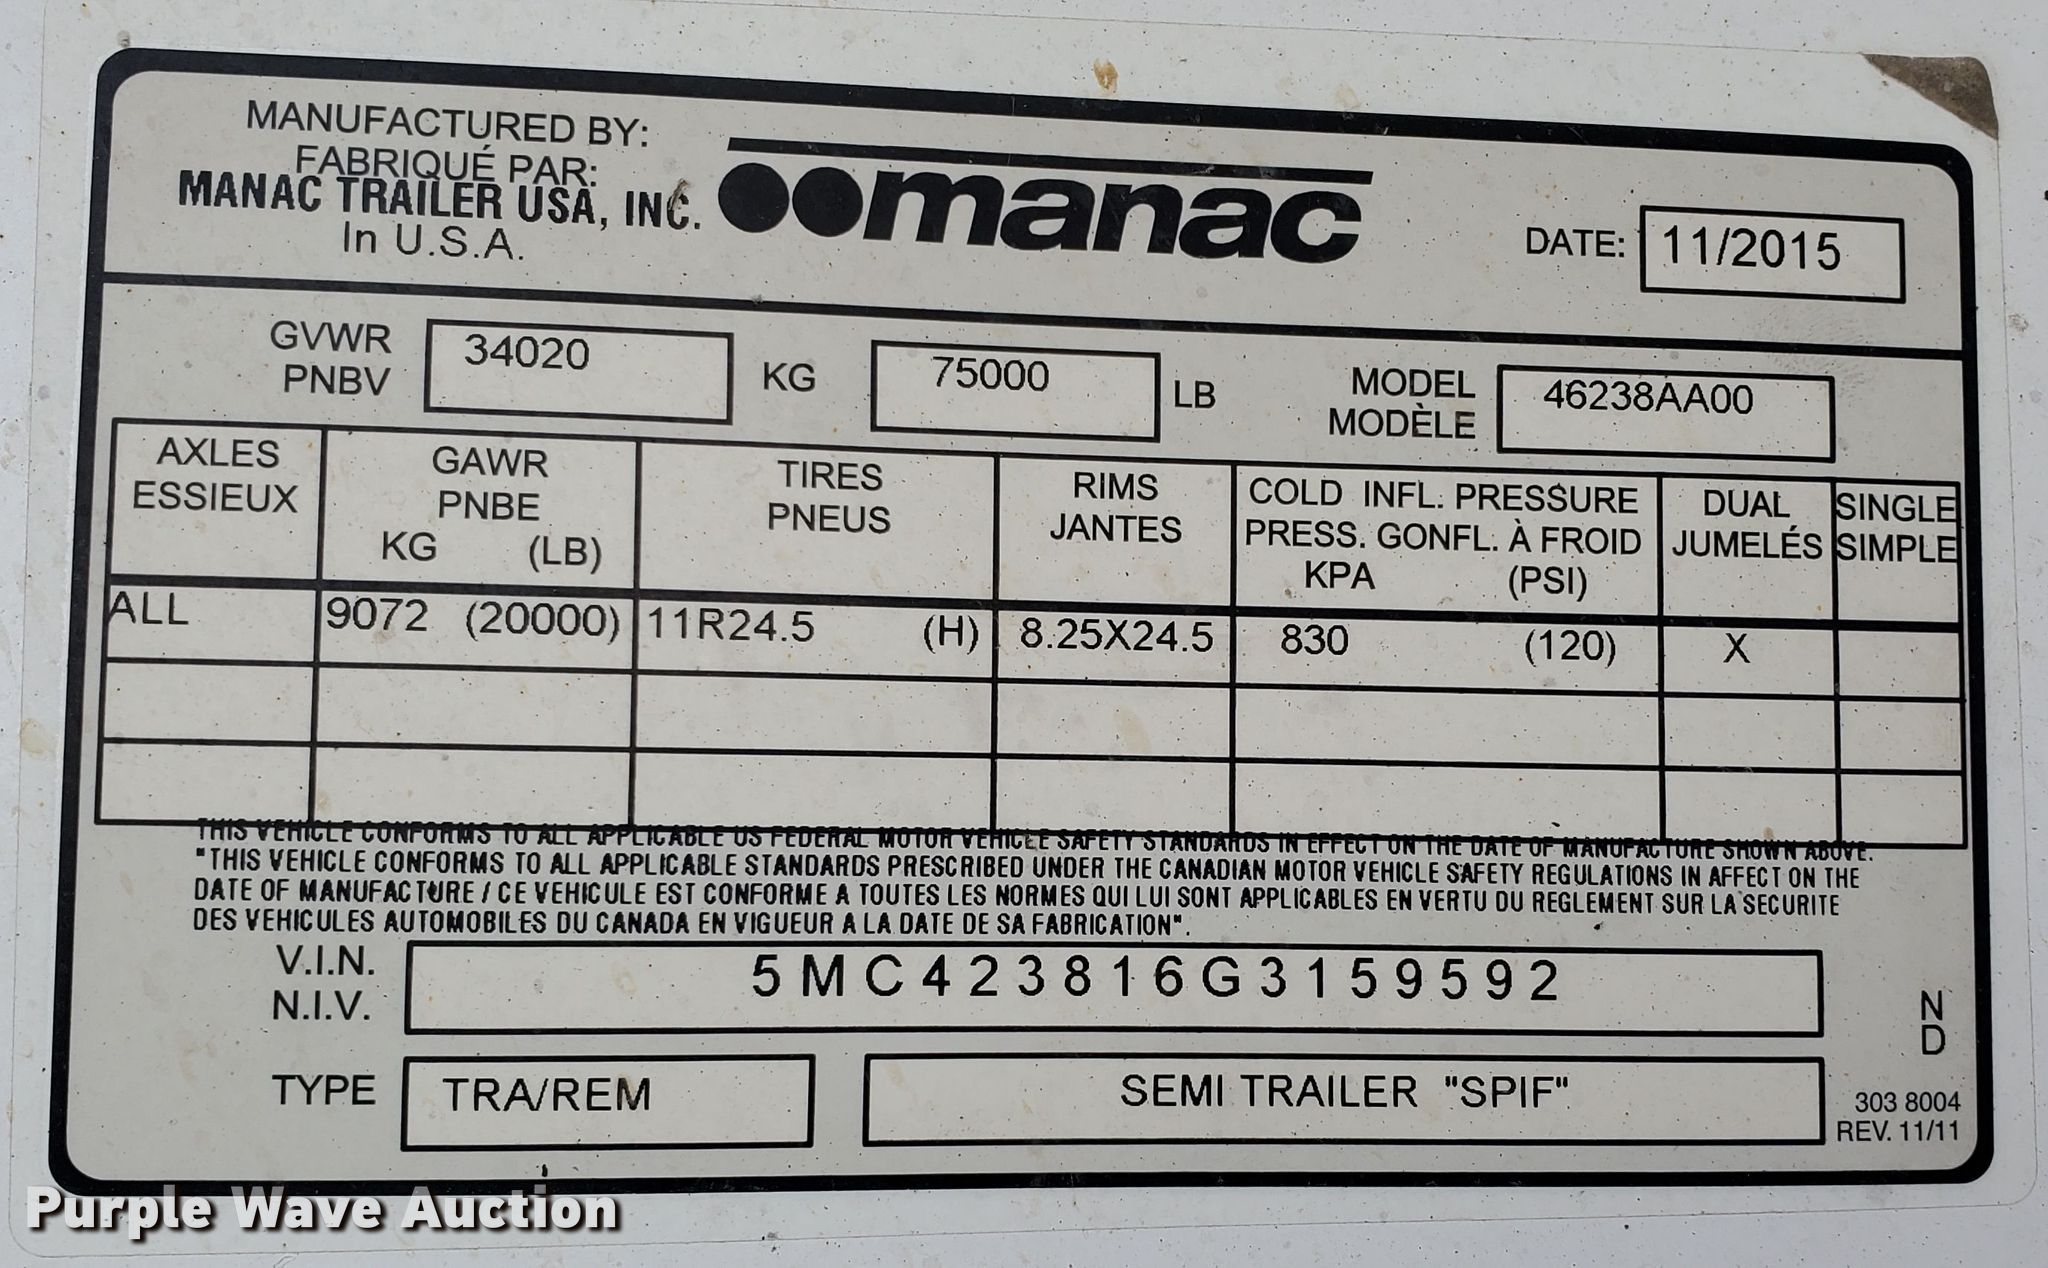 MANUFACTURED BY:
FABRIQUÉ PAR:
MANAC TRAILER USA, INC.
In U.S.A.
manac
DATE: 11/2015
GVWR
PNBV
34020 KG 75000 LB
MODEL
MODÈLE
46238AA00
AXLES
ESSIEUX
GAWR
PNBE
KG (LB)
TIRES
PNEUS
RIMS
JANTES
COLD INFL. PRESSURE
PRESS. GONFL. À FROID
KPA (PSI)
DUAL
JUMELÉS
SINGLE
SIMPLE
ALL 9072 (20000) 11R24.5 (H) 8.25X24.5 830 (120) X
THIS VEHICLE CONFORMS TO ALL APPLICABLE US FEDERAL MOTOR VEHICLE SAFETY STANDARDS IN EFFECT ON THE DATE OF MANUFACTURE SHOWN ABOVE.
"THIS VEHICLE CONFORMS TO ALL APPLICABLE STANDARDS PRESCRIBED UNDER THE CANADIAN MOTOR VEHICLE SAFETY REGULATIONS IN AFFECT ON THE
DATE OF MANUFACTURE / CE VEHICULE EST CONFORME A TOUTES LES NORMES QUI LUI SONT APPLICABLES EN VERTU DU REGLEMENT SUR LA SECURITE
DES VEHICULES AUTOMOBILES DU CANADA EN VIGUEUR A LA DATE DE SA FABRICATION".
V.I.N.
N.I.V.
5MC423816G3159592
N
D
TYPE TRA/REM SEMI TRAILER "SPIF"
303 8004
REV. 11/11
Purple Wave Auction